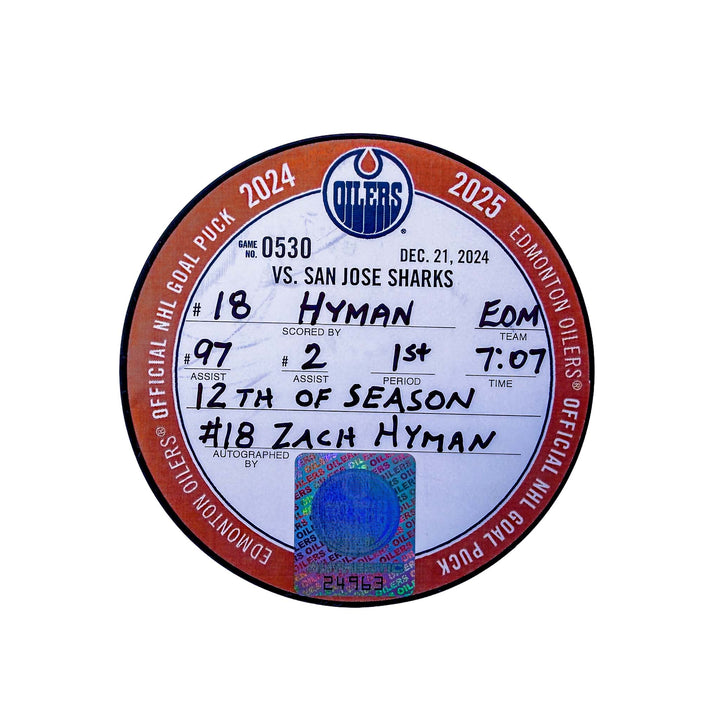 2024
2025
OILERS
EDMONTON OILERS® OFFICIAL NHL GOAL PUCK
EDMONTON OILERS® OFFICIAL NHL GOAL PUCK
GAME NO. 0530
DEC. 21, 2024
VS. SAN JOSE SHARKS
# 18 HYMAN EDM
SCORED BY TEAM
# 97 # 2 1st 7:07
ASSIST ASSIST PERIOD TIME
12TH OF SEASON
#18 ZACH HYMAN
AUTOGRAPHED BY
24963